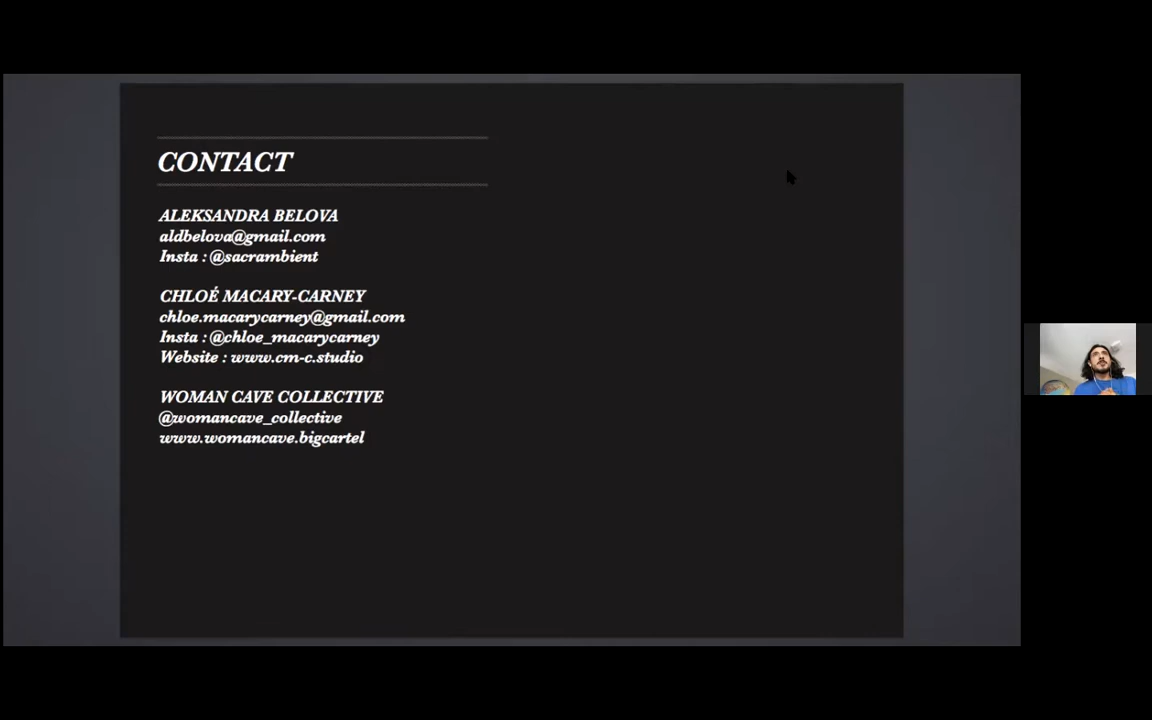 CONTACT
ALEKSANDRA BELOVA
aldbelova@gmail.com
Insta : @sacrambient
CHLOÉ MACARY-CARNEY
chloe.macarycarney@gmail.com
Insta : @chloe_macarycarney
Website : www.cm-c.studio
WOMAN CAVE COLLECTIVE
@womancave_collective
www.womancave.bigcartel